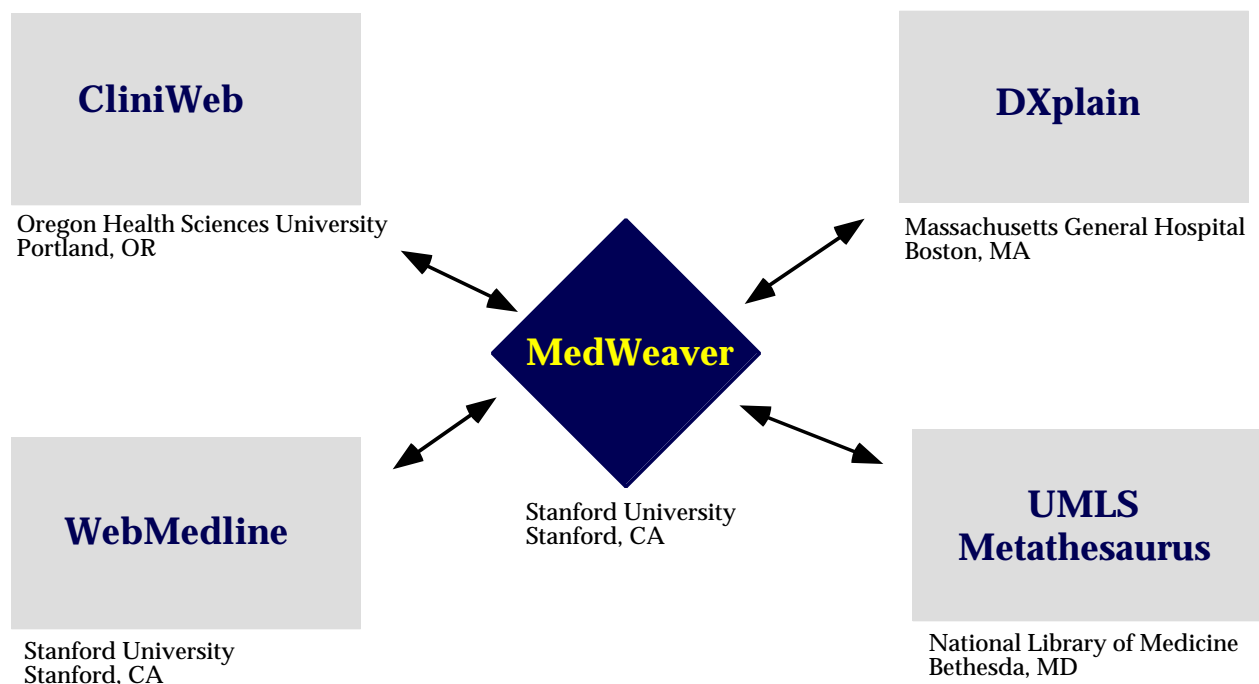 CliniWeb
Oregon Health Sciences University
Portland, OR
DXplain
Massachusetts General Hospital
Boston, MA
MedWeaver
Stanford University
Stanford, CA
WebMedline
Stanford University
Stanford, CA
UMLS
Metathesaurus
National Library of Medicine
Bethesda, MD